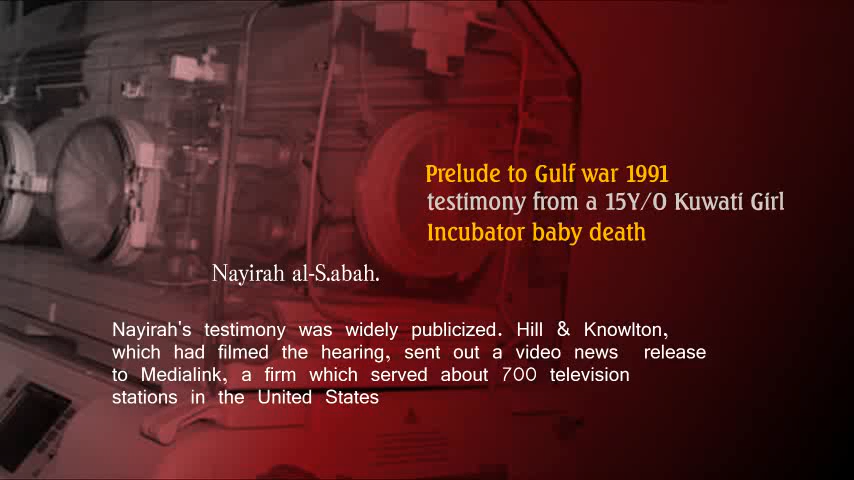 Prelude to Gulf war 1991
testimony from a 15Y/O Kuwati Girl
Incubator baby death
Nayirah al-S.abah.
Nayirah's testimony was widely publicized. Hill & Knowlton,
which had filmed the hearing, sent out a video news release
to Medialink, a firm which served about 700 television
stations in the United States